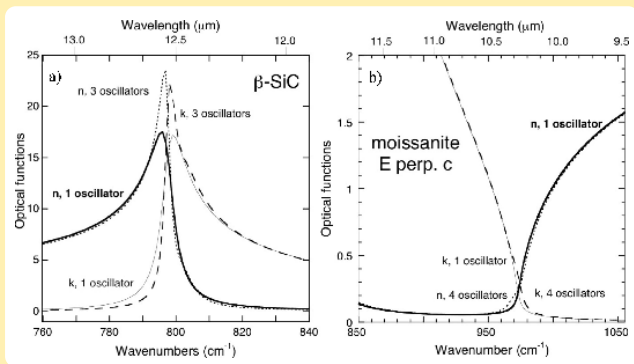 Wavelength (μm)
13.0 12.5 12.0
a)
β-SiC
n, 3 oscillators
k, 3 oscillators
n, 1 oscillator
k, 1 oscillator
Optical functions
25
20
15
10
5
0
760 780 800 820 840
Wavenumbers (cm⁻¹)
Wavelength (μm)
11.5 11.0 10.5 10.0 9.5
b)
n, 1 oscillator
moissanite
E perp. c
k, 1 oscillator
n, 4 oscillators
k, 4 oscillators
Optical functions
2
1.5
1
0.5
0
850 950 1050
Wavenumbers (cm⁻¹)